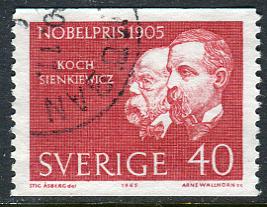 NOBELPRIS 1905
KOCH
SIENKIEWICZ
SVERIGE 40
STIG ÅSBERG del 1965 ARNE WALLHORN sc